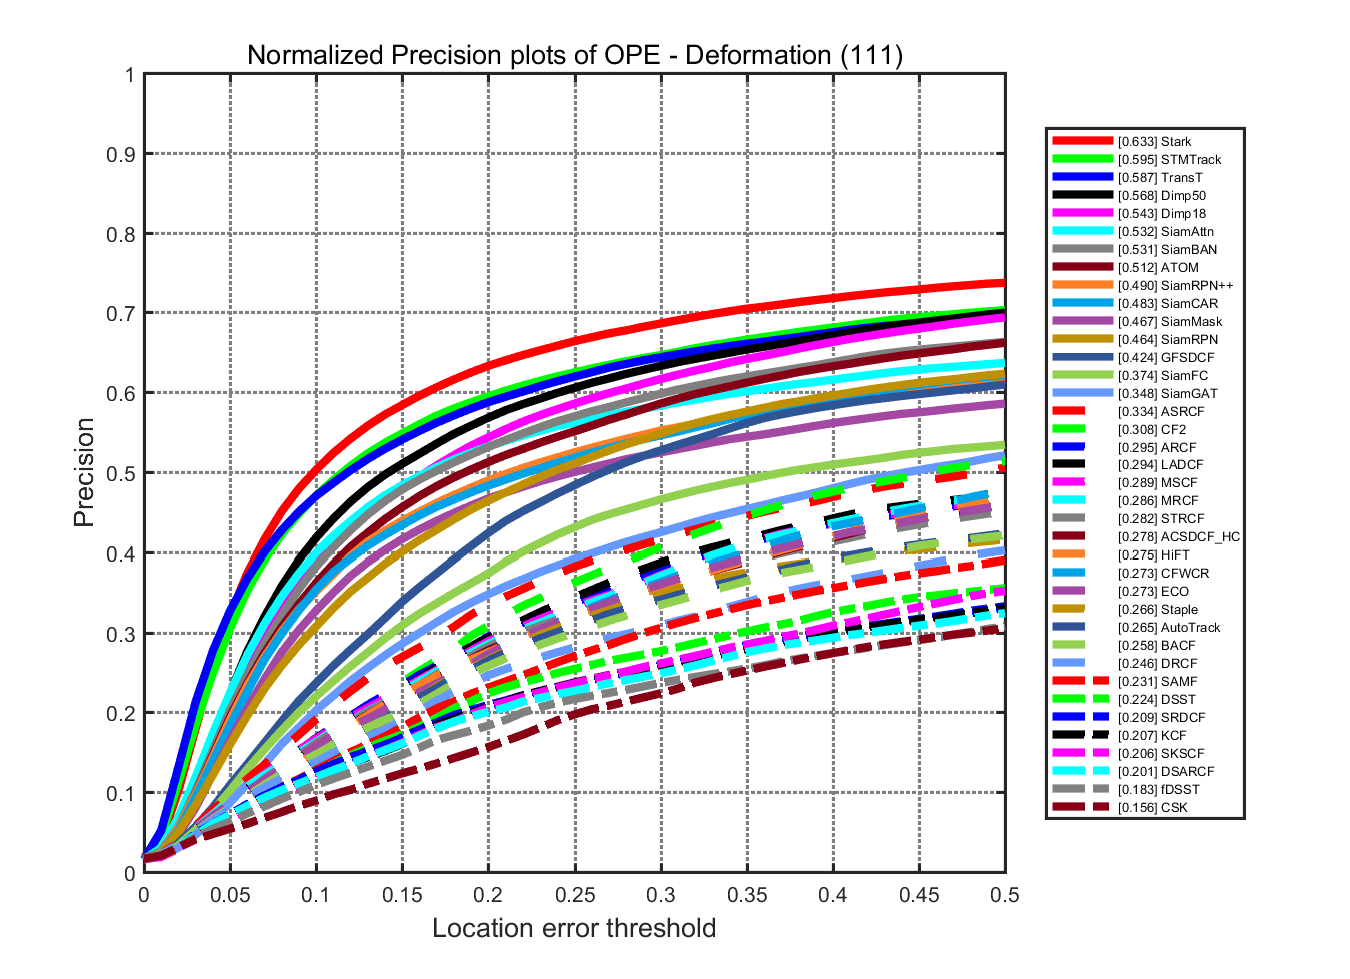 Normalized Precision plots of OPE - Deformation (111)
1
0.9
0.8
0.7
0.6
0.5
0.4
0.3
0.2
0.1
0
Precision
0
0.05
0.1
0.15
0.2
0.25
0.3
0.35
0.4
0.45
0.5
Location error threshold
[0.633] Stark
[0.595] STMTrack
[0.587] TransT
[0.568] Dimp50
[0.543] Dimp18
[0.532] SiamAttn
[0.531] SiamBAN
[0.512] ATOM
[0.490] SiamRPN++
[0.483] SiamCAR
[0.467] SiamMask
[0.464] SiamRPN
[0.424] GFSDCF
[0.374] SiamFC
[0.348] SiamGAT
[0.334] ASRCF
[0.308] CF2
[0.295] ARCF
[0.294] LADCF
[0.289] MSCF
[0.286] MRCF
[0.282] STRCF
[0.278] ACSDCF_HC
[0.275] HiFT
[0.273] CFWCR
[0.273] ECO
[0.266] Staple
[0.265] AutoTrack
[0.258] BACF
[0.246] DRCF
[0.231] SAMF
[0.224] DSST
[0.209] SRDCF
[0.207] KCF
[0.206] SKSCF
[0.201] DSARCF
[0.183] fDSST
[0.156] CSK